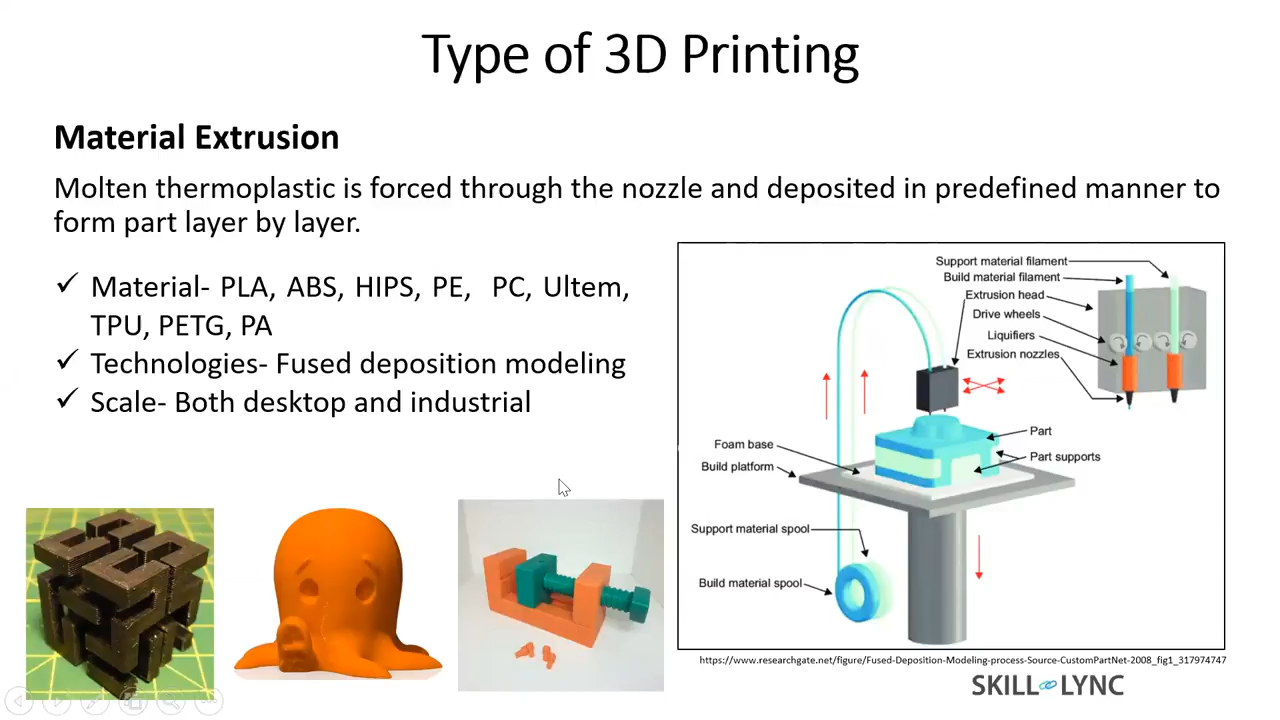 Type of 3D Printing
Material Extrusion
Molten thermoplastic is forced through the nozzle and deposited in predefined manner to
form part layer by layer.
✓ Material- PLA, ABS, HIPS, PE, PC, Ultem,
TPU, PETG, PA
✓ Technologies- Fused deposition modeling
✓ Scale- Both desktop and industrial
Support material filament
Build material filament
Extrusion head
Drive wheels
Liquifiers
Extrusion nozzles
Part
Foam base
Part supports
Build platform
Support material spool
Build material spool
https://www.researchgate.net/figure/Fused-Deposition-Modeling-process-Source-CustomPartNet-2008_fig1_317974747
SKILL LYNC